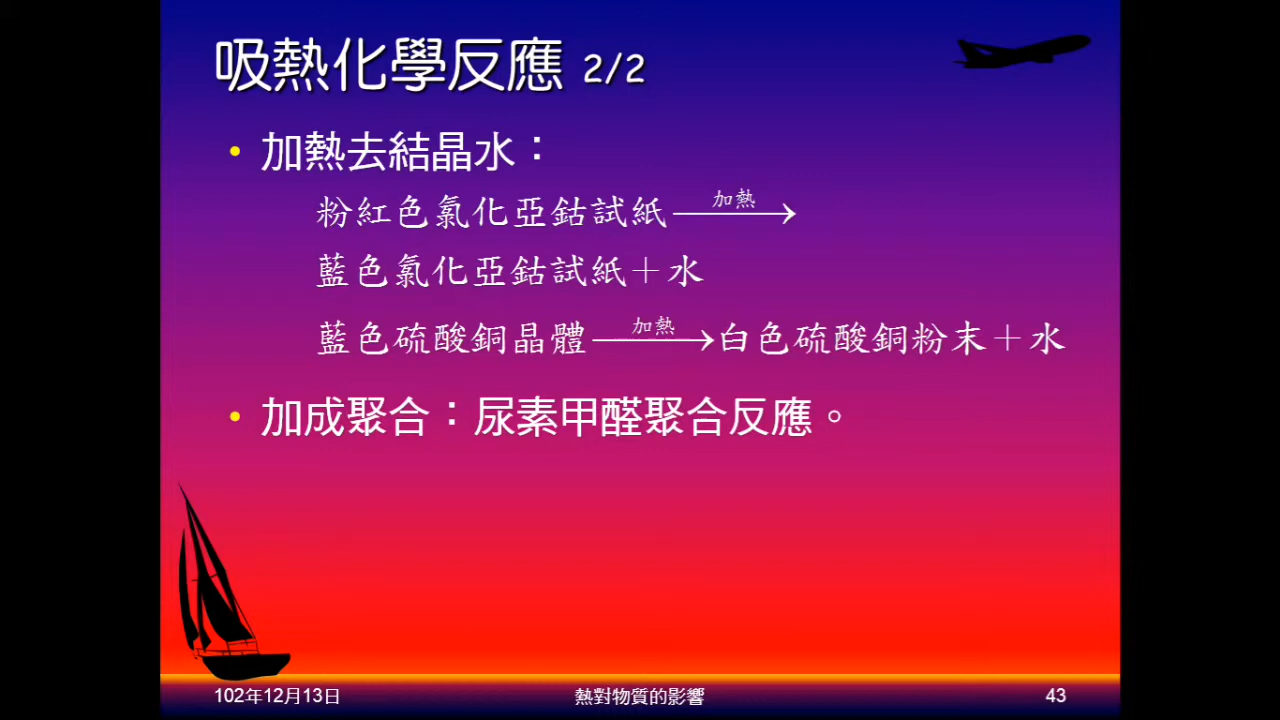 吸熱化學反應 2/2
• 加熱去結晶水：
粉紅色氯化亞鈷試紙 加熱→
藍色氯化亞鈷試紙＋水
藍色硫酸銅晶體 加熱→白色硫酸銅粉末＋水
• 加成聚合：尿素甲醛聚合反應。
102年12月13日 熱對物質的影響 43